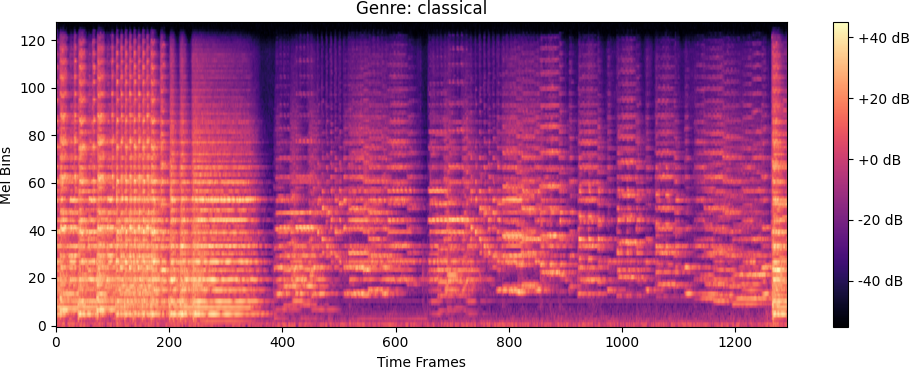 Genre: classical
120
100
80
60
40
20
0
Mel Bins
0 200 400 600 800 1000 1200
Time Frames
+40 dB
+20 dB
+0 dB
-20 dB
-40 dB